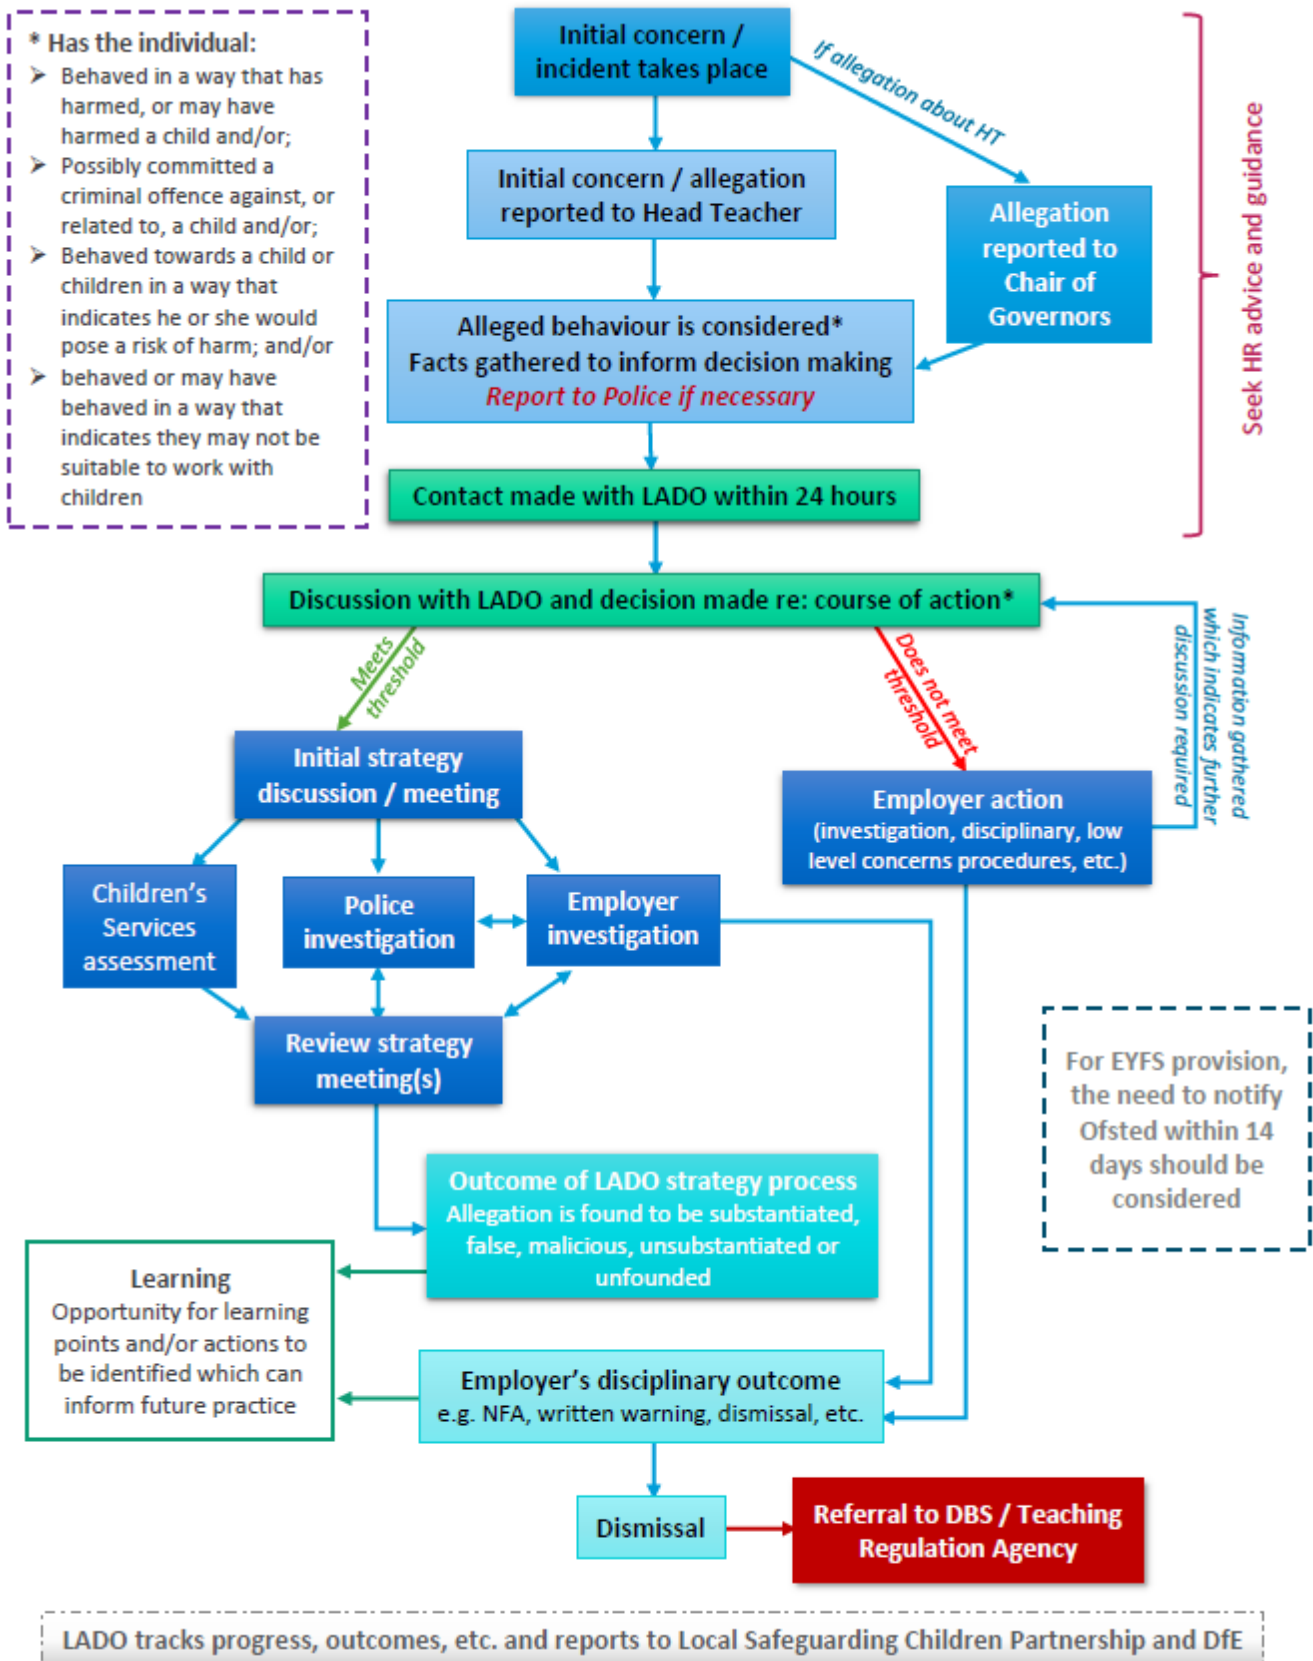 * Has the individual:
➢ Behaved in a way that has
harmed, or may have
harmed a child and/or;
➢ Possibly committed a
criminal offence against, or
related to, a child and/or;
➢ Behaved towards a child or
children in a way that
indicates he or she would
pose a risk of harm; and/or
➢ behaved or may have
behaved in a way that
indicates they may not be
suitable to work with
children
Initial concern /
incident takes place
If allegation about HT
Initial concern / allegation
reported to Head Teacher
Allegation
reported to
Chair of
Governors
Seek HR advice and guidance
Alleged behaviour is considered*
Facts gathered to inform decision making
Report to Police if necessary
Contact made with LADO within 24 hours
Discussion with LADO and decision made re: course of action*
Meets
threshold
Does not meet
threshold
Information gathered
which indicates further
discussion required
Initial strategy
discussion / meeting
Employer action
(investigation, disciplinary, low
level concerns procedures, etc.)
Children's
Services
assessment
Police
investigation
Employer
investigation
Review strategy
meeting(s)
For EYFS provision,
the need to notify
Ofsted within 14
days should be
considered
Outcome of LADO strategy process
Allegation is found to be substantiated,
false, malicious, unsubstantiated or
unfounded
Learning
Opportunity for learning
points and/or actions to
be identified which can
inform future practice
Employer's disciplinary outcome
e.g. NFA, written warning, dismissal, etc.
Dismissal
Referral to DBS / Teaching
Regulation Agency
LADO tracks progress, outcomes, etc. and reports to Local Safeguarding Children Partnership and DfE